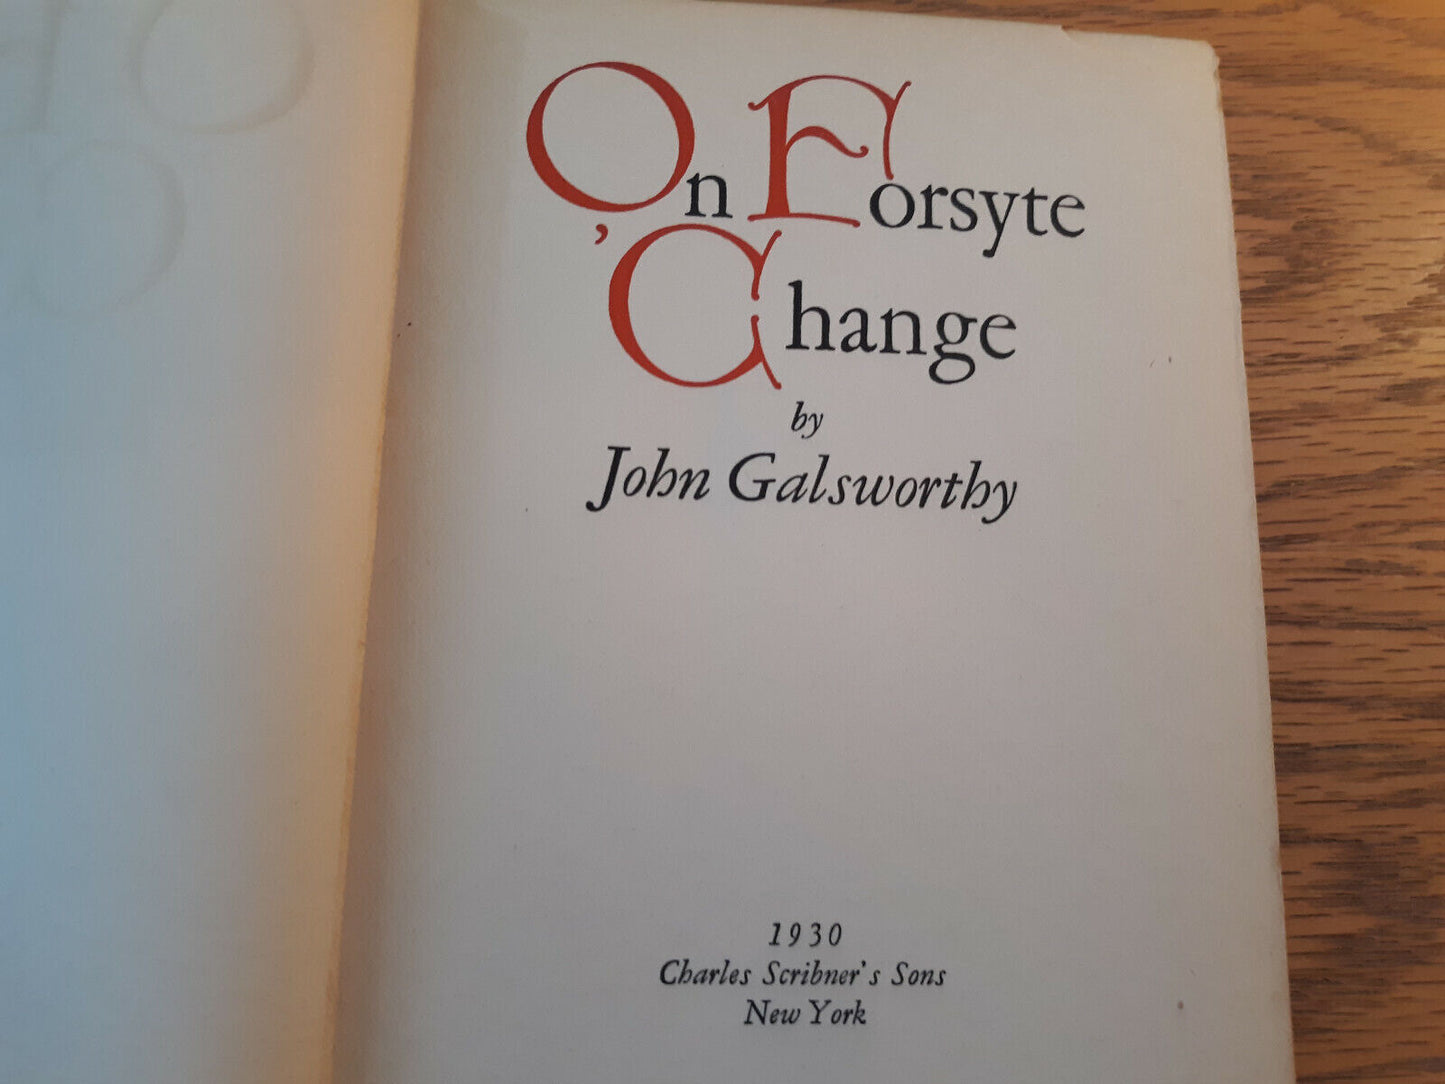 On Forsyte
'Change
by
John Galsworthy
1930
Charles Scribner's Sons
New York